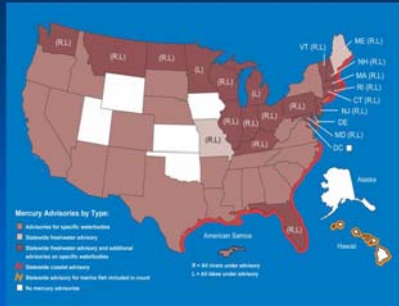 ME (R,L)
VT (R,L)
NH (R,L)
MA (R,L)
RI (R,L)
CT (R,L)
NJ (R,L)
DE
MD (R,L)
DC
(R,L)
(R,L)
(R,L)
(L)
(R,L)
(L)
(R,L)
(R,L)
(R,L)
(R,L)
(R,L)
(R,L)
(R,L)
Alaska
Hawaii
American Samoa
Mercury Advisories by Type:
Advisories for specific waterbodies
Statewide freshwater advisory
Statewide freshwater advisory and additional
advisories on specific waterbodies
Statewide coastal advisory
Statewide advisory for marine fish included in count
No mercury advisories
R = All rivers under advisory
L = All lakes under advisory